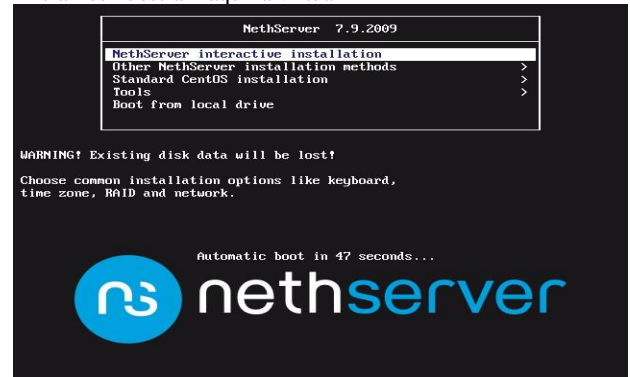 NethServer 7.9.2009
NethServer interactive installation
Other NethServer installation methods >
Standard CentOS installation >
Tools >
Boot from local drive
WARNING! Existing disk data will be lost!
Choose common installation options like keyboard,
time zone, RAID and network.
Automatic boot in 47 seconds...
ns nethserver